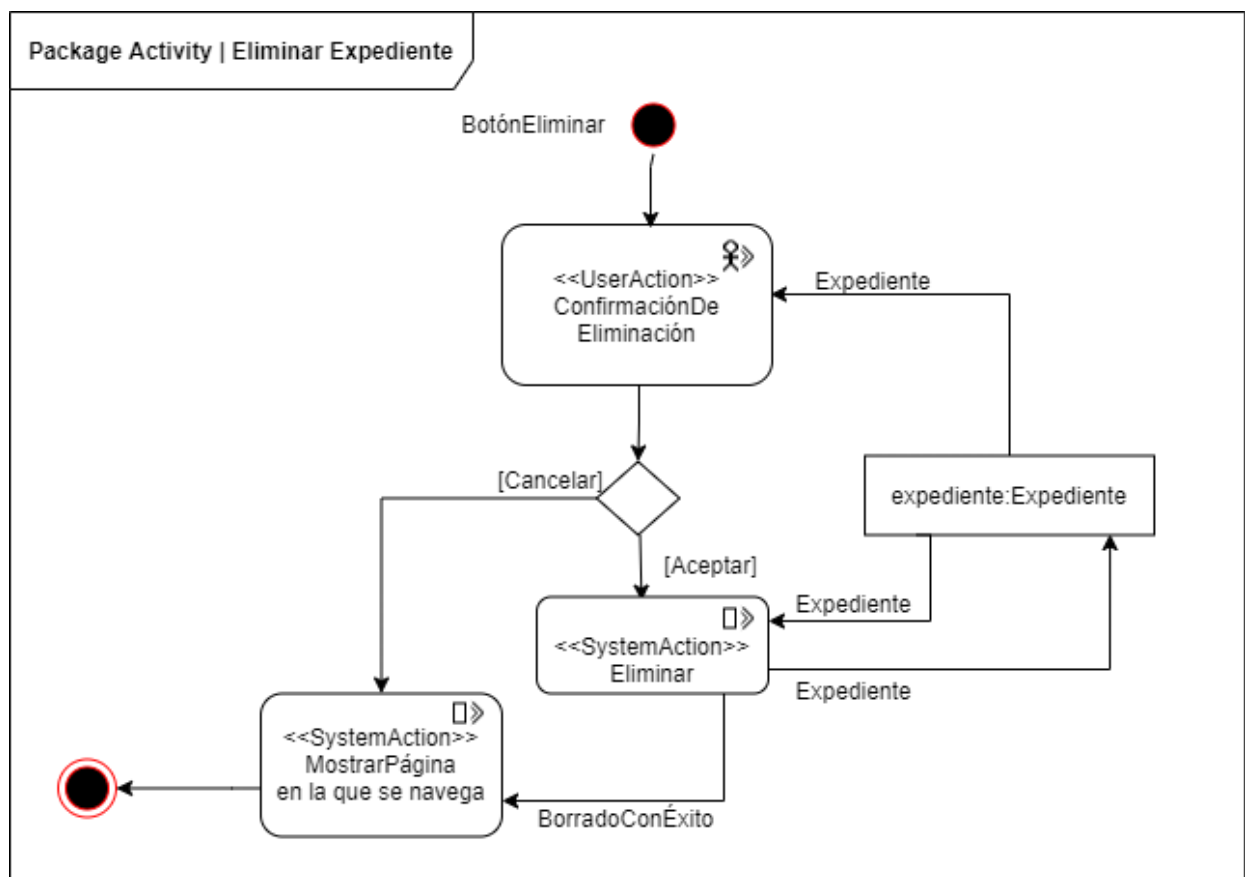 Package Activity | Eliminar Expediente
BotónEliminar
<<UserAction>>
ConfirmaciónDe
Eliminación
Expediente
[Cancelar]
expediente:Expediente
[Aceptar]
Expediente
<<SystemAction>>
Eliminar
Expediente
<<SystemAction>>
MostrarPágina
en la que se navega
BorradoConÉxito